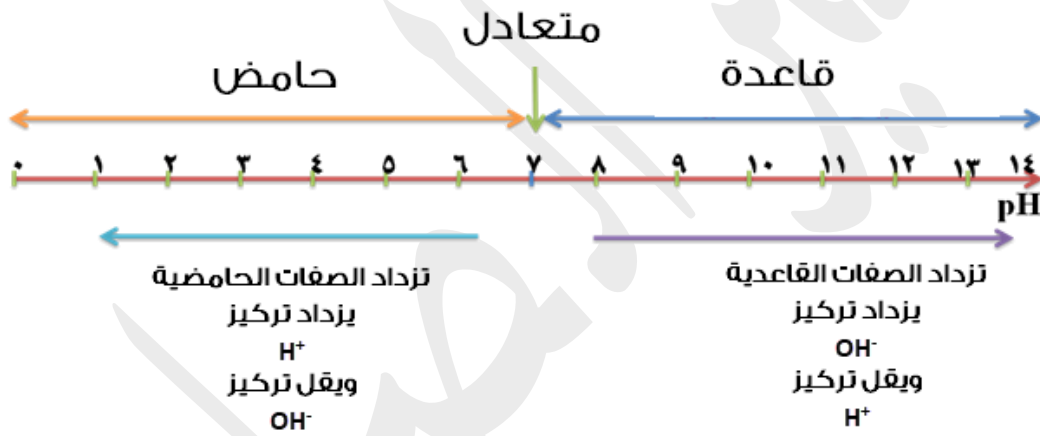 متعادل
حامض
قاعدة
٠ ١ ٢ ٣ ٤ ٥ ٦ ٧ ٨ ٩ ١٠ ١١ ١٢ ١٣ ١٤
pH
تزداد الصفات الحامضية
يزداد تركيز
H⁺
ويقل تركيز
OH⁻
تزداد الصفات القاعدية
يزداد تركيز
OH⁻
ويقل تركيز
H⁺